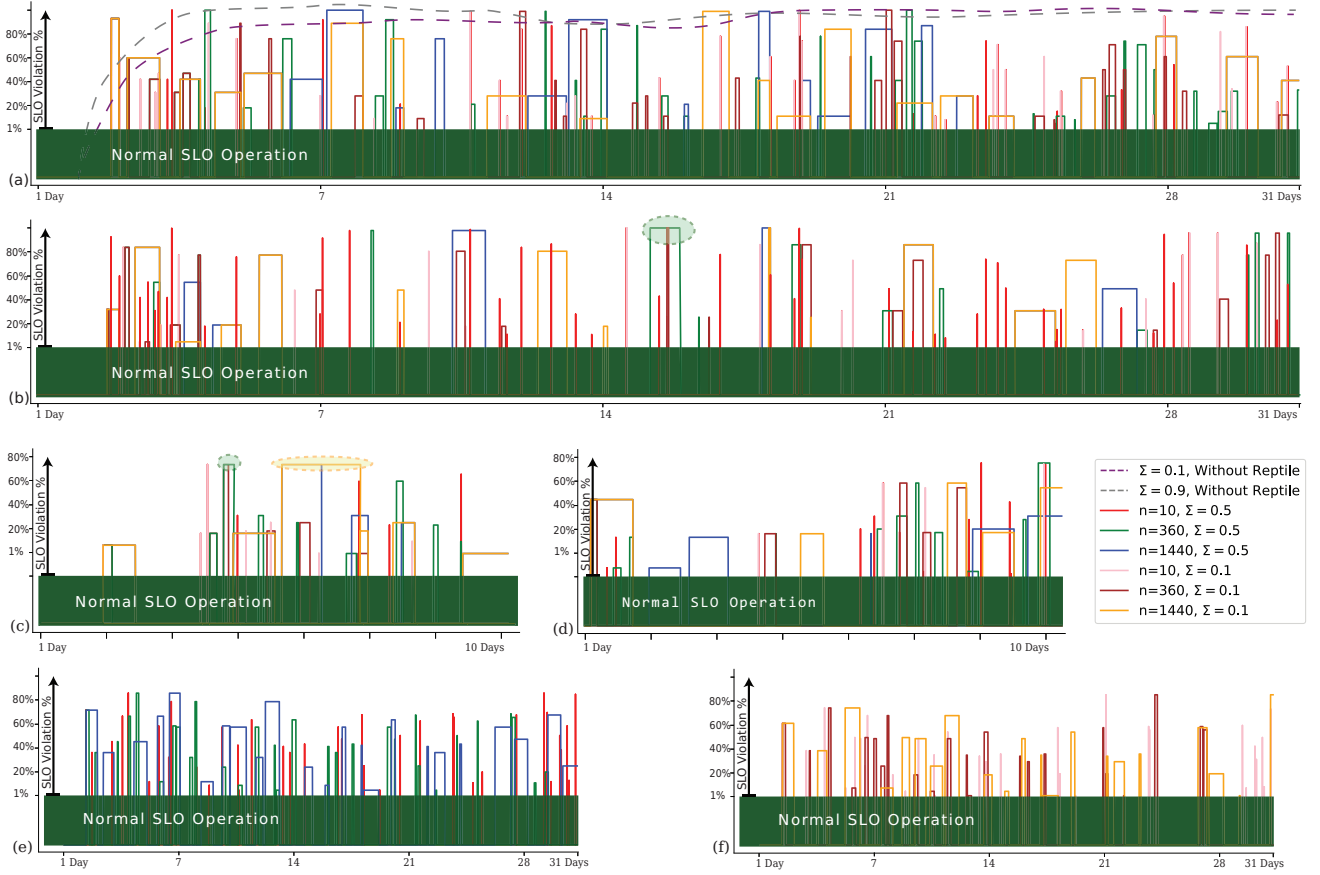 SLO Violation %
80%
60%
40%
20%
1%
Normal SLO Operation
(a)
1 Day
7
14
21
28
31 Days
SLO Violation %
80%
60%
40%
20%
1%
Normal SLO Operation
(b)
1 Day
7
14
21
28
31 Days
SLO Violation %
80%
60%
40%
20%
1%
Normal SLO Operation
(c)
1 Day
10 Days
SLO Violation %
80%
60%
40%
20%
1%
Normal SLO Operation
(d)
1 Day
10 Days
Σ = 0.1, Without Reptile
Σ = 0.9, Without Reptile
n=10, Σ = 0.5
n=360, Σ = 0.5
n=1440, Σ = 0.5
n=10, Σ = 0.1
n=360, Σ = 0.1
n=1440, Σ = 0.1
SLO Violation %
80%
60%
40%
20%
1%
Normal SLO Operation
(e)
1 Day
7
14
21
28
31 Days
SLO Violation %
80%
60%
40%
20%
1%
Normal SLO Operation
(f)
1 Day
7
14
21
28
31 Days